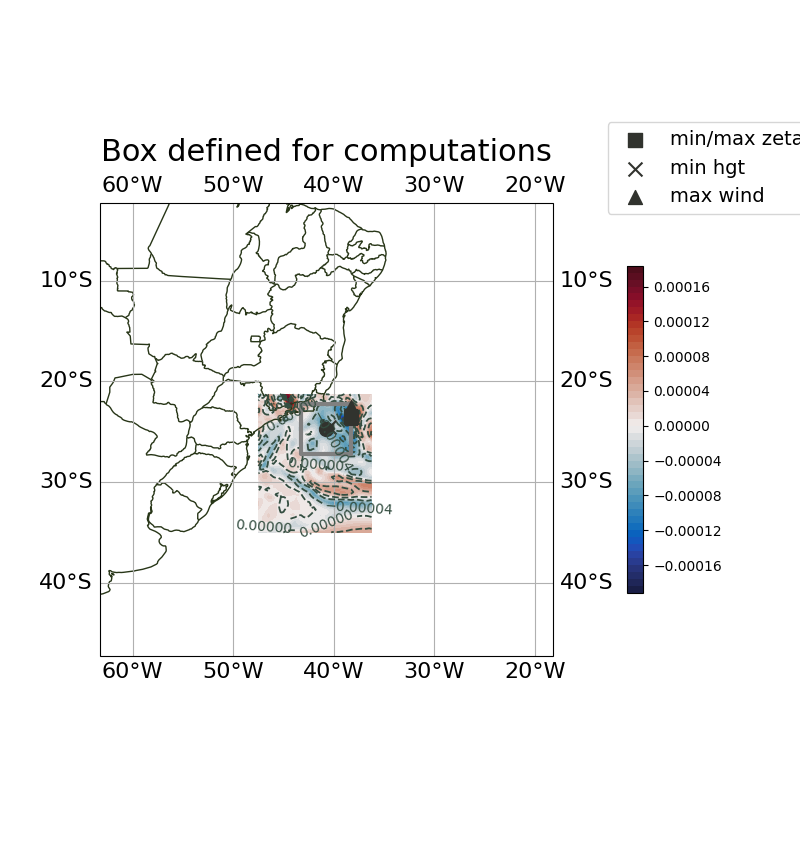 Box defined for computations
min/max zeta
min hgt
max wind
60°W 50°W 40°W 30°W 20°W
10°S 10°S
20°S 20°S
30°S 30°S
40°S 40°S
60°W 50°W 40°W 30°W 20°W
0.00000
0.00004
0.00000 0.00000
0.00016
0.00012
0.00008
0.00004
0.00000
−0.00004
−0.00008
−0.00012
−0.00016